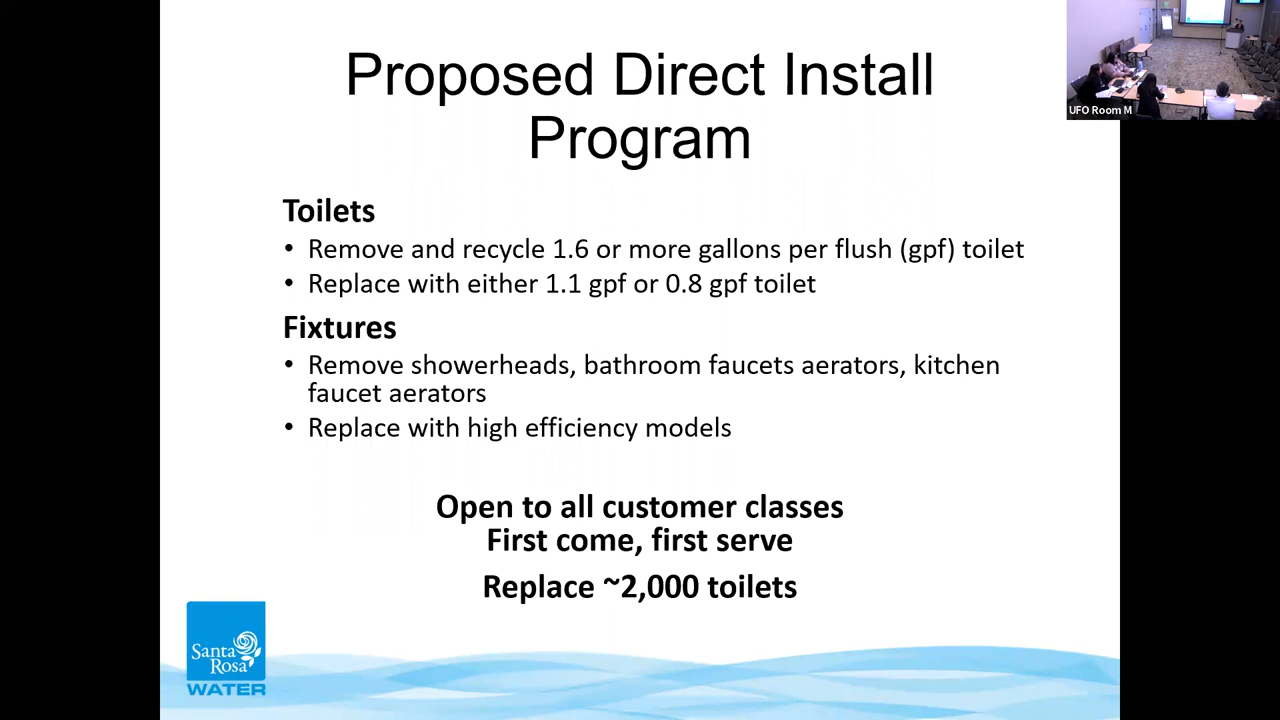 Proposed Direct Install
Program
UFO Room M
Toilets
• Remove and recycle 1.6 or more gallons per flush (gpf) toilet
• Replace with either 1.1 gpf or 0.8 gpf toilet
Fixtures
• Remove showerheads, bathroom faucets aerators, kitchen
faucet aerators
• Replace with high efficiency models
Open to all customer classes
First come, first serve
Replace ~2,000 toilets
Santa
Rosa
WATER